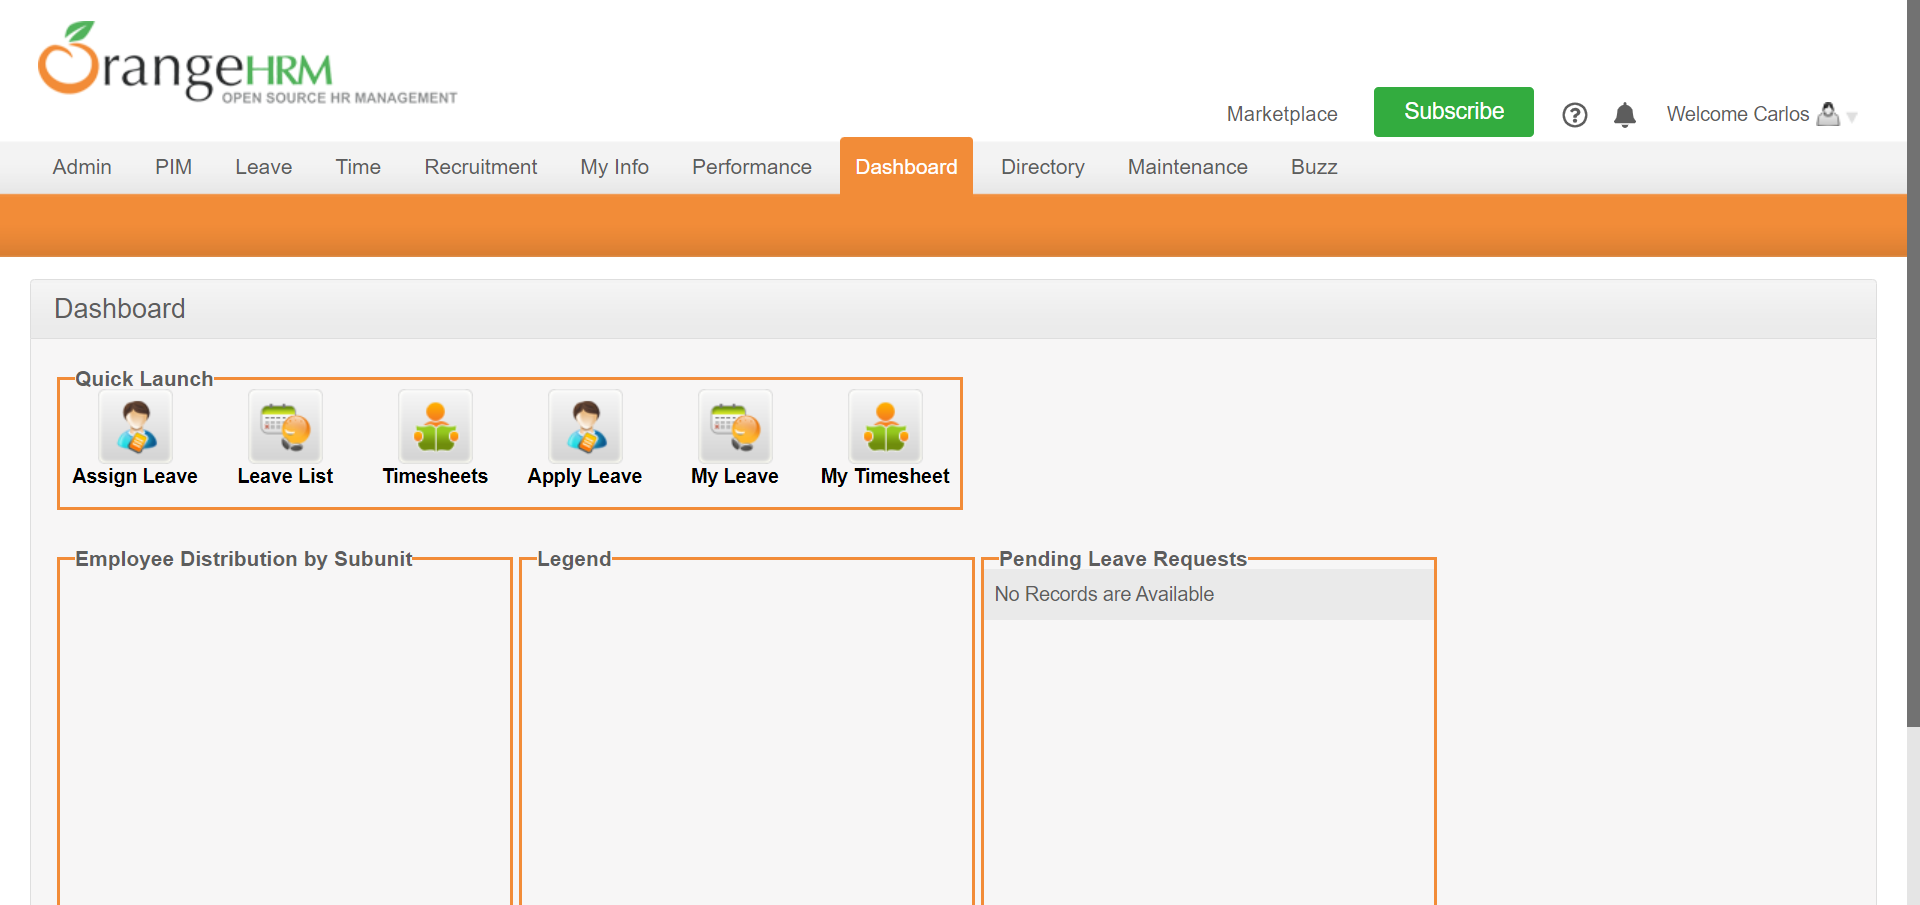 OrangeHRM
OPEN SOURCE HR MANAGEMENT
Marketplace
Subscribe
Welcome Carlos
Admin PIM Leave Time Recruitment My Info Performance Dashboard Directory Maintenance Buzz
Dashboard
Quick Launch
Assign Leave Leave List Timesheets Apply Leave My Leave My Timesheet
Employee Distribution by Subunit
Legend
Pending Leave Requests
No Records are Available